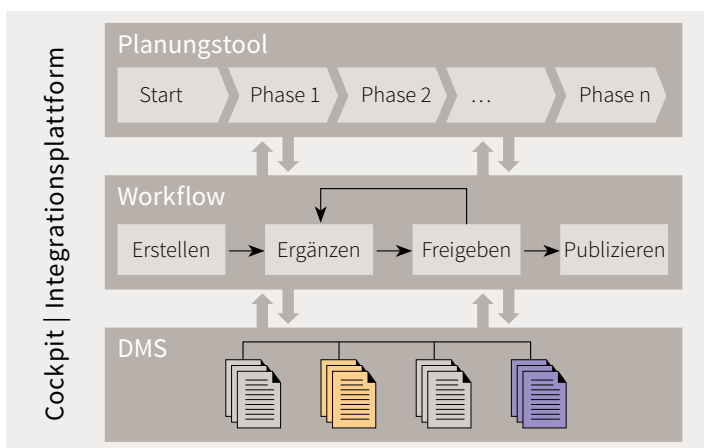 Cockpit | Integrationsplattform
Planungstool
Start
Phase 1
Phase 2
...
Phase n
Workflow
Erstellen
Ergänzen
Freigeben
Publizieren
DMS